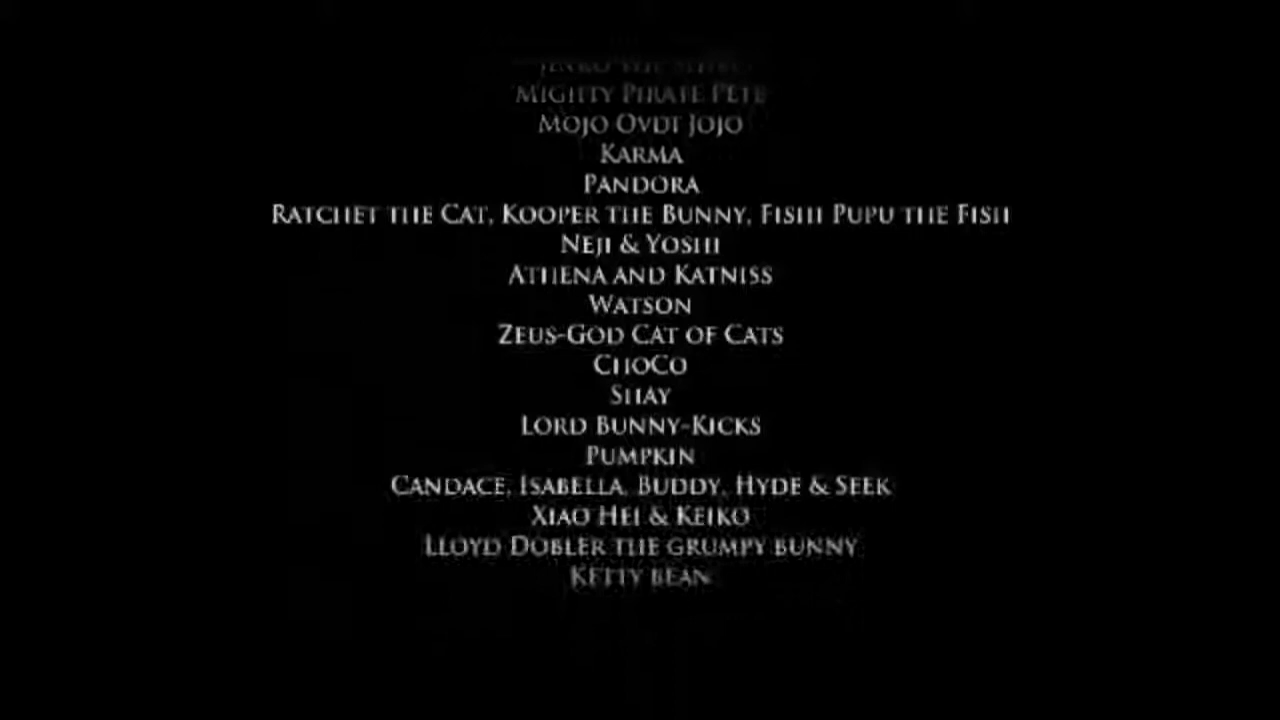 Mighty Pirate Pete
Mojo Ovdt Jojo
Karma
Pandora
Ratchet the Cat, Kooper the Bunny, Fishi Pupu the Fish
Neji & Yoshi
Athena and Katniss
Watson
Zeus-God Cat of Cats
ChoCo
Shay
Lord Bunny-Kicks
Pumpkin
Candace, Isabella, Buddy, Hyde & Seek
Xiao Hei & Keiko
Lloyd Dobler the grumpy bunny
Ketty bean